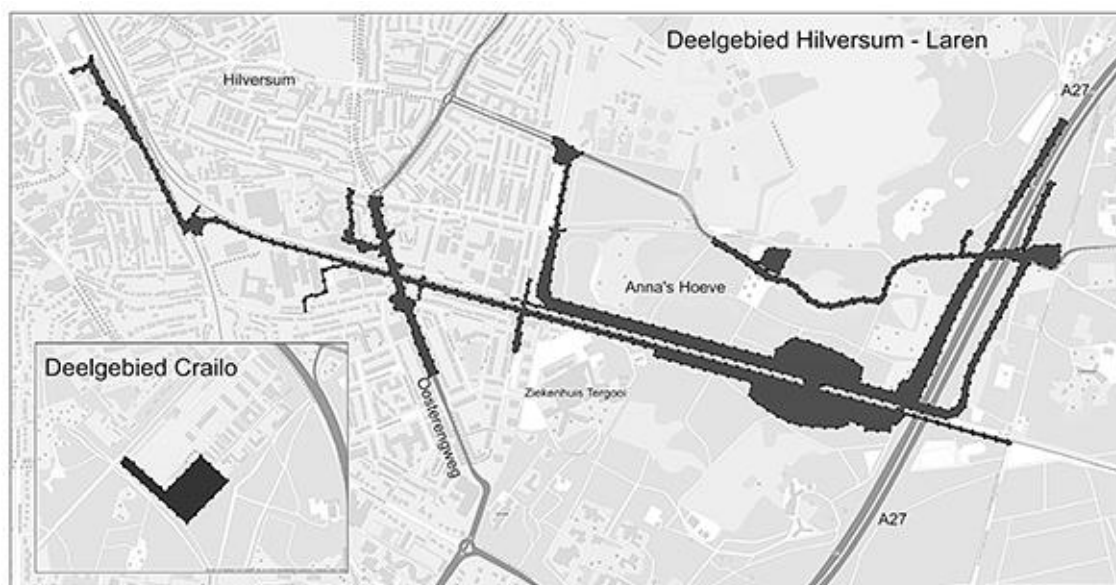 Deelgebied Hilversum - Laren
Hilversum
A27
Anna's Hoeve
Deelgebied Crailo
Ziekenhuis Tergooi
Oosterengweg
A27